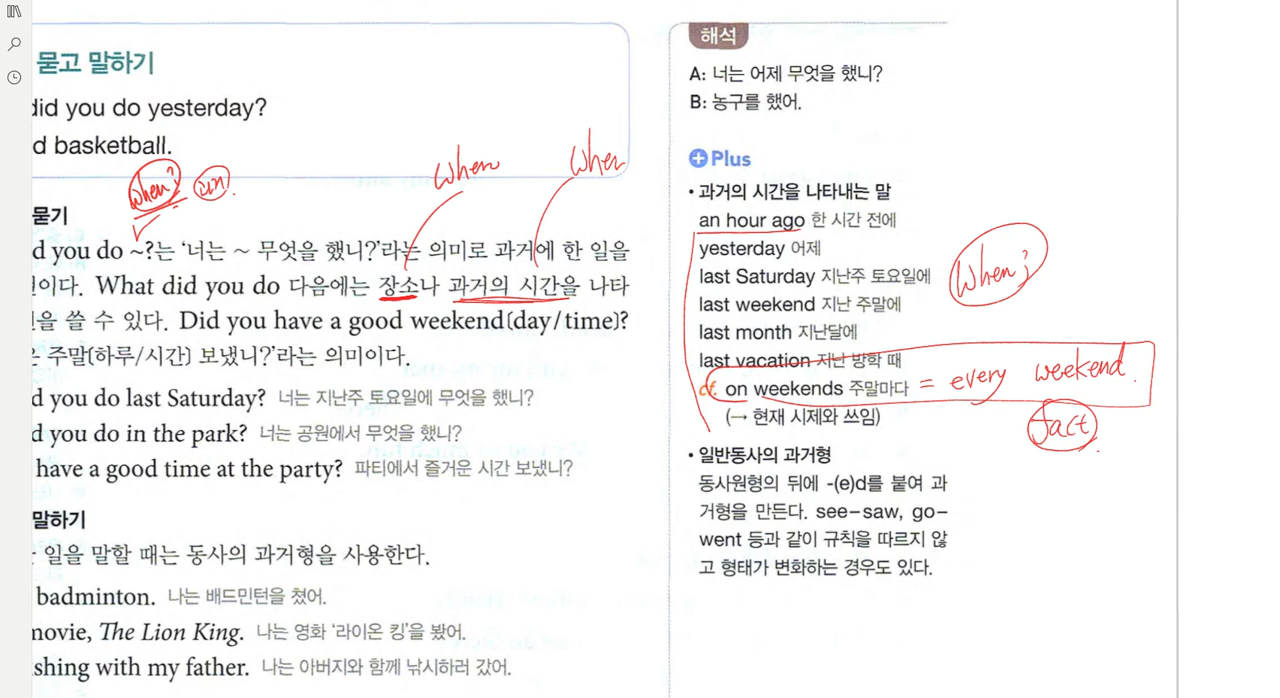 묻고 말하기
did you do yesterday?
d basketball.
when? 과거
When
When
묻기
d you do ~?는 ‘너는 ~ 무엇을 했니?’라는 의미로 과거에 한 일을
이다. What did you do 다음에는 장소나 과거의 시간을 나타
을 쓸 수 있다. Did you have a good weekend(day/time)?
주말(하루/시간) 보냈니?’라는 의미이다.
d you do last Saturday? 너는 지난주 토요일에 무엇을 했니?
d you do in the park? 너는 공원에서 무엇을 했니?
have a good time at the party? 파티에서 즐거운 시간 보냈니?
말하기
일을 말할 때는 동사의 과거형을 사용한다.
badminton. 나는 배드민턴을 쳤어.
movie, The Lion King. 나는 영화 ‘라이온 킹’을 봤어.
shing with my father. 나는 아버지와 함께 낚시하러 갔어.
해석
A: 너는 어제 무엇을 했니?
B: 농구를 했어.
Plus
• 과거의 시간을 나타내는 말
an hour ago 한 시간 전에
yesterday 어제
last Saturday 지난주 토요일에
When?
last weekend 지난 주말에
last month 지난달에
last vacation 지난 방학 때
cf. on weekends 주말마다 = every weekend.
(→ 현재 시제와 쓰임)
fact
• 일반동사의 과거형
동사원형의 뒤에 -(e)d를 붙여 과
거형을 만든다. see–saw, go–
went 등과 같이 규칙을 따르지 않
고 형태가 변화하는 경우도 있다.